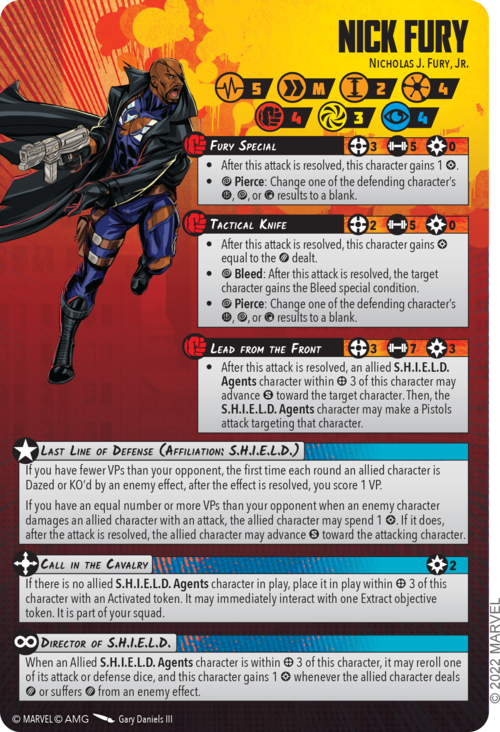 NICK FURY
Nicholas J. Fury, Jr.
5 M 2 4
4 3 4
Fury Special 3 5 0
• After this attack is resolved, this character gains 1 .
• Pierce: Change one of the defending character's
, , or results to a blank.
Tactical Knife 2 5 0
• After this attack is resolved, this character gains
equal to the dealt.
• Bleed: After this attack is resolved, the target
character gains the Bleed special condition.
• Pierce: Change one of the defending character's
, , or results to a blank.
Lead from the Front 3 7 3
• After this attack is resolved, an allied S.H.I.E.L.D.
Agents character within 3 of this character may
advance S toward the target character. Then, the
S.H.I.E.L.D. Agents character may make a Pistols
attack targeting that character.
Last Line of Defense (Affiliation: S.H.I.E.L.D.)
If you have fewer VPs than your opponent, the first time each round an allied character is
Dazed or KO'd by an enemy effect, after the effect is resolved, you score 1 VP.
If you have an equal number or more VPs than your opponent when an enemy character
damages an allied character with an attack, the allied character may spend 1 . If it does,
after the attack is resolved, the allied character may advance S toward the attacking character.
Call in the Cavalry 2
If there is no allied S.H.I.E.L.D. Agents character in play, place it in play within 3 of this
character with an Activated token. It may immediately interact with one Extract objective
token. It is part of your squad.
Director of S.H.I.E.L.D.
When an Allied S.H.I.E.L.D. Agents character is within 3 of this character, it may reroll one
of its attack or defense dice, and this character gains 1 whenever the allied character deals
or suffers from an enemy effect.
© MARVEL © AMG Gary Daniels III
© 2022 MARVEL